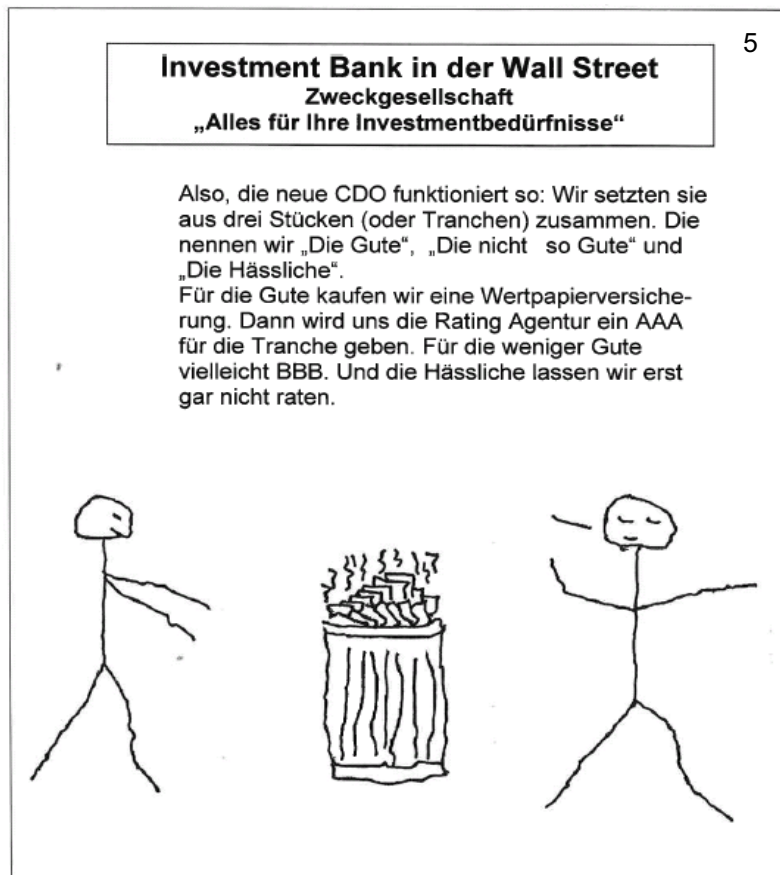 5
Investment Bank in der Wall Street
Zweckgesellschaft
„Alles für Ihre Investmentbedürfnisse“
Also, die neue CDO funktioniert so: Wir setzten sie
aus drei Stücken (oder Tranchen) zusammen. Die
nennen wir „Die Gute“, „Die nicht so Gute“ und
„Die Hässliche“.
Für die Gute kaufen wir eine Wertpapierversiche-
rung. Dann wird uns die Rating Agentur ein AAA
für die Tranche geben. Für die weniger Gute
vielleicht BBB. Und die Hässliche lassen wir erst
gar nicht raten.